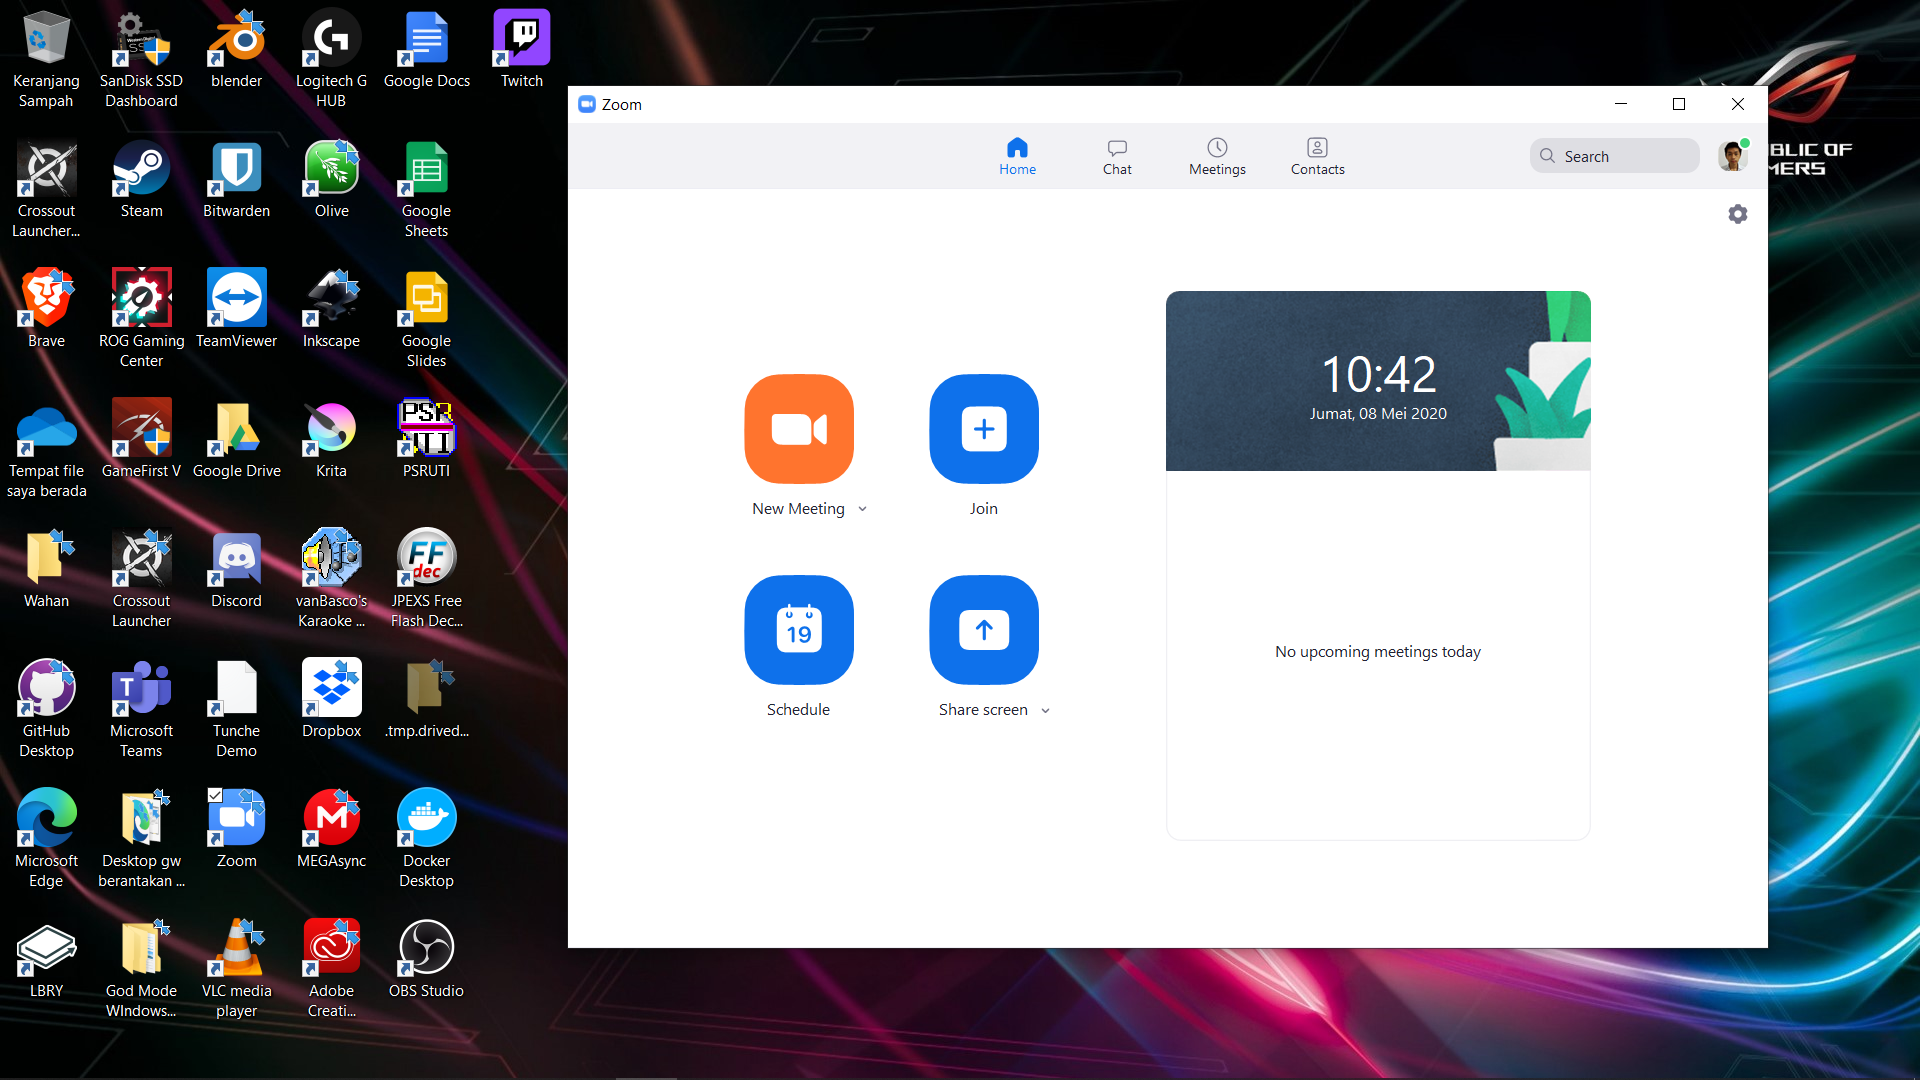 Keranjang
Sampah
SanDisk SSD
Dashboard
blender
Logitech G
HUB
Google Docs
Twitch
Crossout
Launcher...
Steam
Bitwarden
Olive
Google
Sheets
Brave
ROG Gaming
Center
TeamViewer
Inkscape
Google
Slides
Tempat file
saya berada
GameFirst V
Google Drive
Krita
PSRUTI
Wahan
Crossout
Launcher
Discord
vanBasco's
Karaoke ...
FF
dec
JPEXS Free
Flash Dec...
GitHub
Desktop
Microsoft
Teams
Tunche
Demo
Dropbox
.tmp.drived...
Microsoft
Edge
Desktop gw
berantakan ...
Zoom
MEGAsync
Docker
Desktop
LBRY
God Mode
WIndows...
VLC media
player
Adobe
Creati...
OBS Studio
Zoom
Home
Chat
Meetings
Contacts
Search
BLIC OF
MERS
New Meeting
Join
19
Schedule
Share screen
10:42
Jumat, 08 Mei 2020
No upcoming meetings today